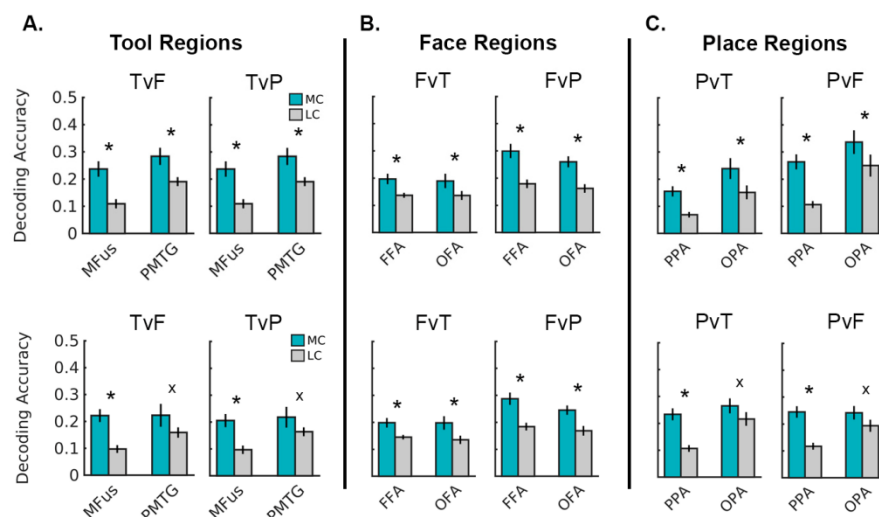 A.
Tool Regions
TvF
TvP
MC
LC
Decoding Accuracy
0.5
0.4
0.3
0.2
0.1
0
*
*
*
*
MFus
PMTG
MFus
PMTG
TvF
TvP
MC
LC
Decoding Accuracy
0.5
0.4
0.3
0.2
0.1
0
*
x
*
x
MFus
PMTG
MFus
PMTG
B.
Face Regions
FvT
FvP
*
*
*
*
FFA
OFA
FFA
OFA
FvT
FvP
*
*
*
*
FFA
OFA
FFA
OFA
C.
Place Regions
PvT
PvF
*
*
*
*
PPA
OPA
PPA
OPA
PvT
PvF
*
x
*
x
PPA
OPA
PPA
OPA